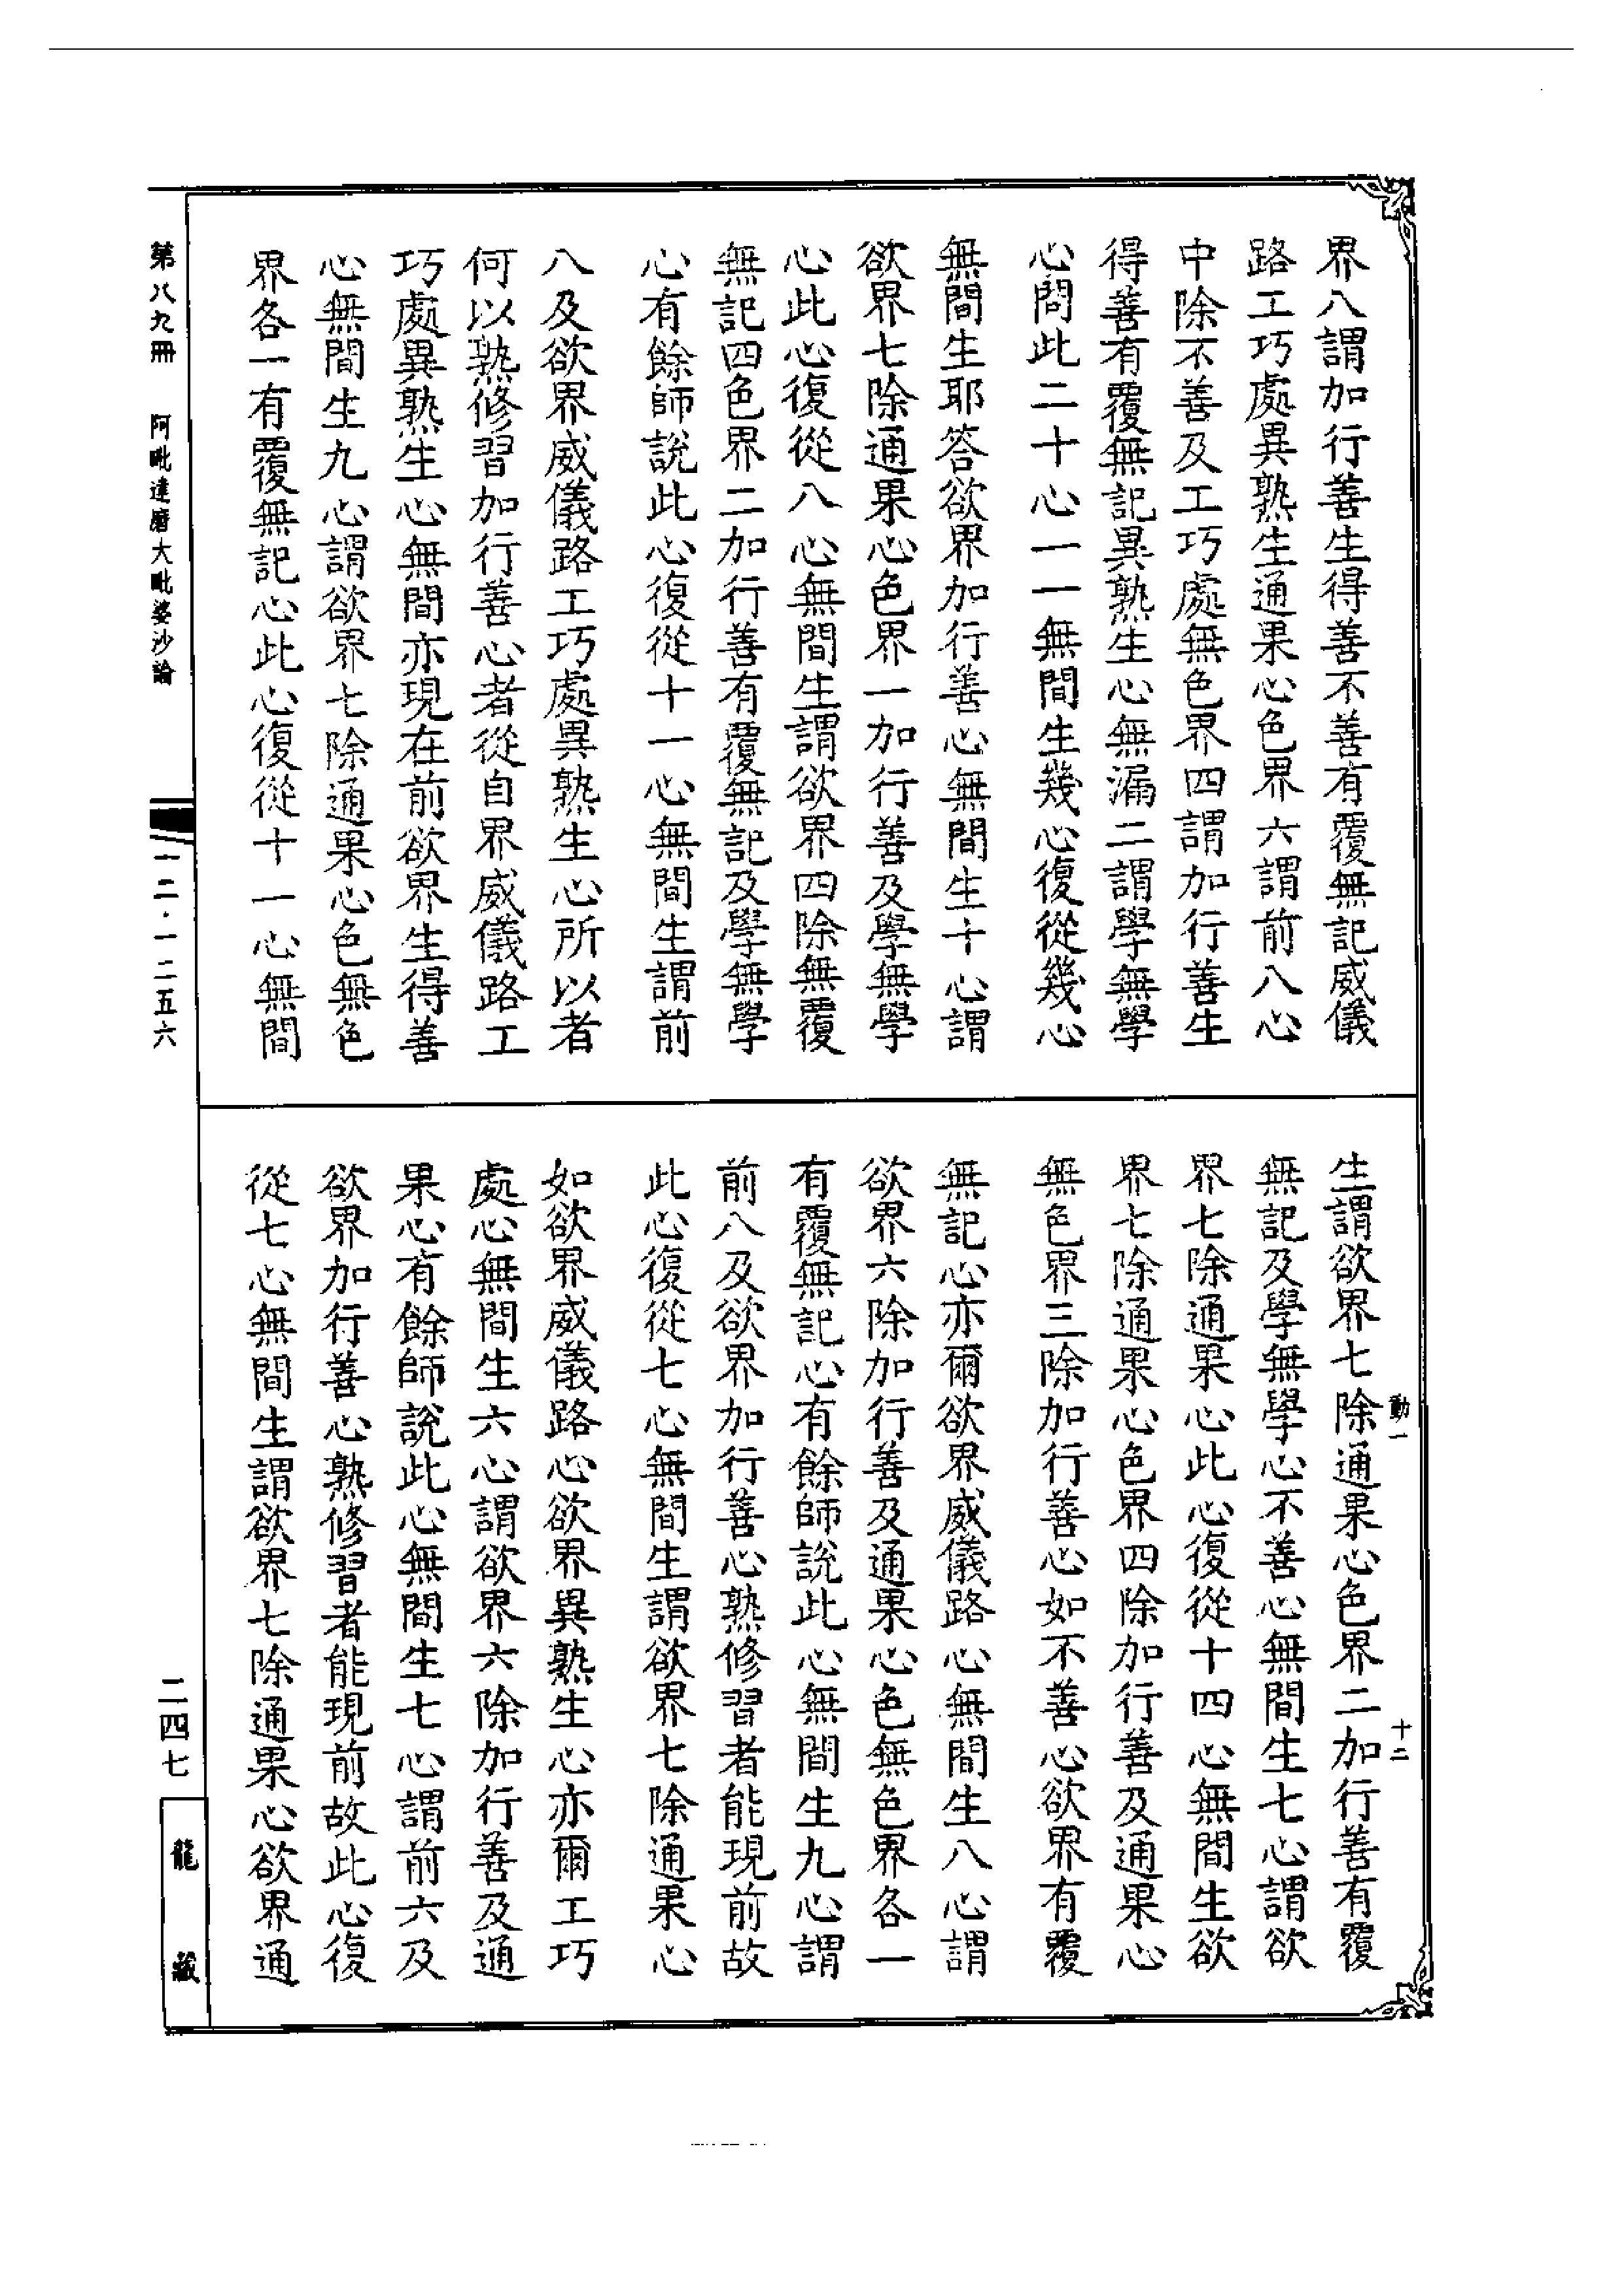 界八謂加行善生得善不善有覆無記威儀
路工巧處異熟生通果心色界六謂前八心
中除不善及工巧處無色界四謂加行善生
得善有覆無記異熟生心無漏二謂學無學
心問此二十心一一無間生幾心復從幾心
無間生耶答欲界加行善心無間生十心謂
欲界七除通果心色界一加行善及學無學
心此心復從八心無間生謂欲界四除無覆
無記四色界二加行善有覆無記及學無學
心有餘師說此心復從十一心無間生謂前
八及欲界威儀路工巧處異熟生心所以者
何以熟修習加行善心者從自界威儀路工
巧處異熟生心無間亦現在前欲界生得善
心無間生九心謂欲界七除通果心色無色
界各一有覆無記心此心復從十一心無間
生謂欲界七除通果心色界二加行善有覆
無記及學無學心不善心無間生七心謂欲
界七除通果心此心復從十四心無間生欲
界七除通果心色界四除加行善及通果心
無色界三除加行善心如不善心欲界有覆
無記心亦爾欲界威儀路心無間生八心謂
欲界六除加行善及通果心色無色界各一
有覆無記心有餘師說此心無間生九心謂
前八及欲界加行善心熟修習者能現前故
此心復從七心無間生謂欲界七除通果心
如欲界威儀路心欲界異熟生心亦爾工巧
處心無間生六心謂欲界六除加行善及通
果心有餘師說此心無間生七心謂前六及
欲界加行善心熟修習者能現前故此心復
從七心無間生謂欲界七除通果心欲界通
動一
十二
第八九冊
阿毗達磨大毗婆沙論
一二·一二五六
二四七
龍藏